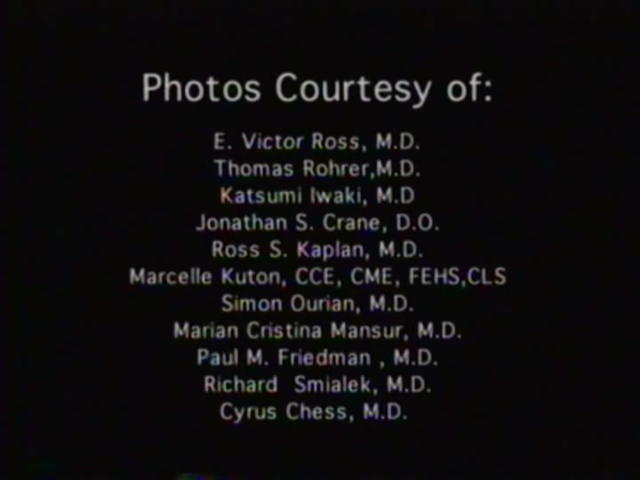 Photos Courtesy of:
E. Victor Ross, M.D.
Thomas Rohrer,M.D.
Katsumi Iwaki, M.D
Jonathan S. Crane, D.O.
Ross S. Kaplan, M.D.
Marcelle Kuton, CCE, CME, FEHS,CLS
Simon Ourian, M.D.
Marian Cristina Mansur, M.D.
Paul M. Friedman , M.D.
Richard  Smialek, M.D.
Cyrus Chess, M.D.